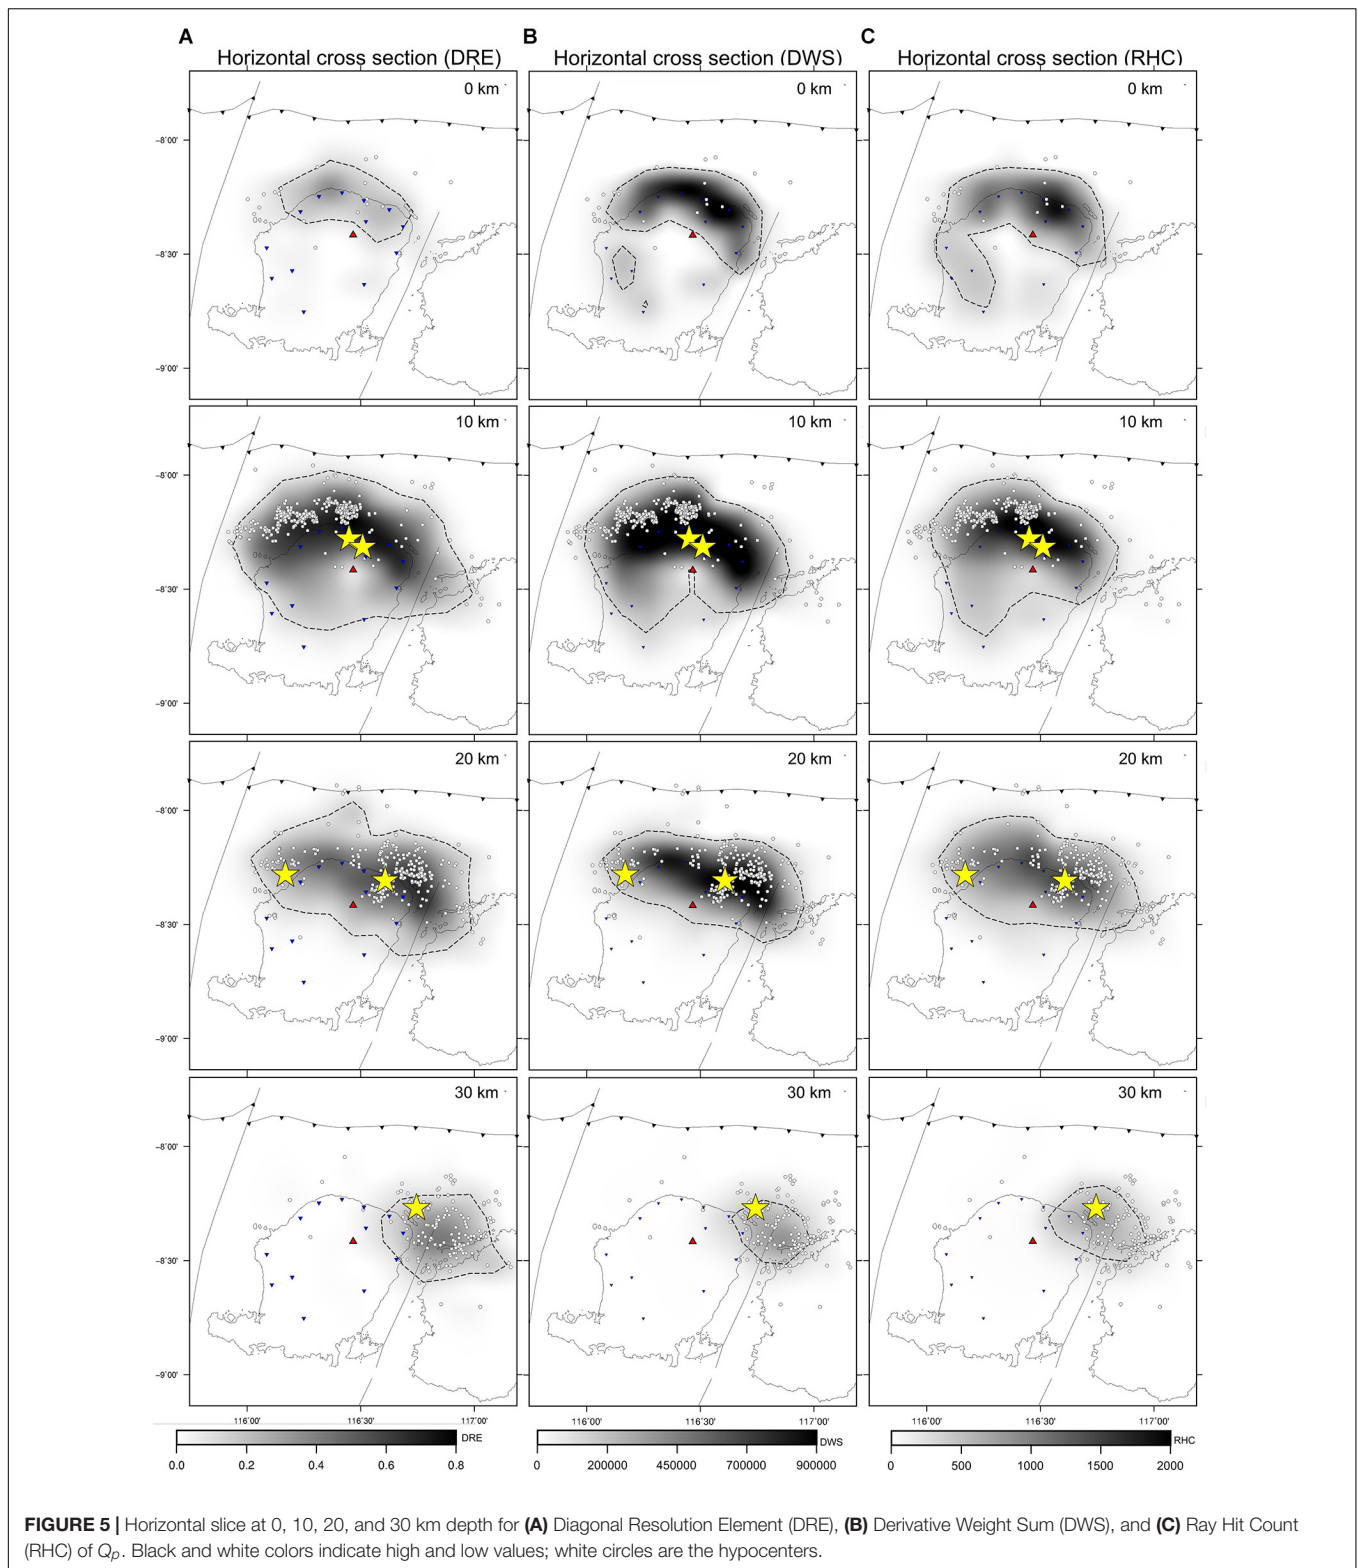 A B C
Horizontal cross section (DRE) Horizontal cross section (DWS) Horizontal cross section (RHC)
0 km 0 km 0 km
-8˚00'
-8˚30'
-9˚00'
10 km 10 km 10 km
-8˚00'
-8˚30'
-9˚00'
20 km 20 km 20 km
-8˚00'
-8˚30'
-9˚00'
30 km 30 km 30 km
-8˚00'
-8˚30'
-9˚00'
116˚00' 116˚30' 117˚00' 116˚00' 116˚30' 117˚00' 116˚00' 116˚30' 117˚00'
DRE DWS RHC
0.0 0.2 0.4 0.6 0.8 0 200000 450000 700000 900000 0 500 1000 1500 2000
FIGURE 5 | Horizontal slice at 0, 10, 20, and 30 km depth for (A) Diagonal Resolution Element (DRE), (B) Derivative Weight Sum (DWS), and (C) Ray Hit Count
(RHC) of Qp. Black and white colors indicate high and low values; white circles are the hypocenters.